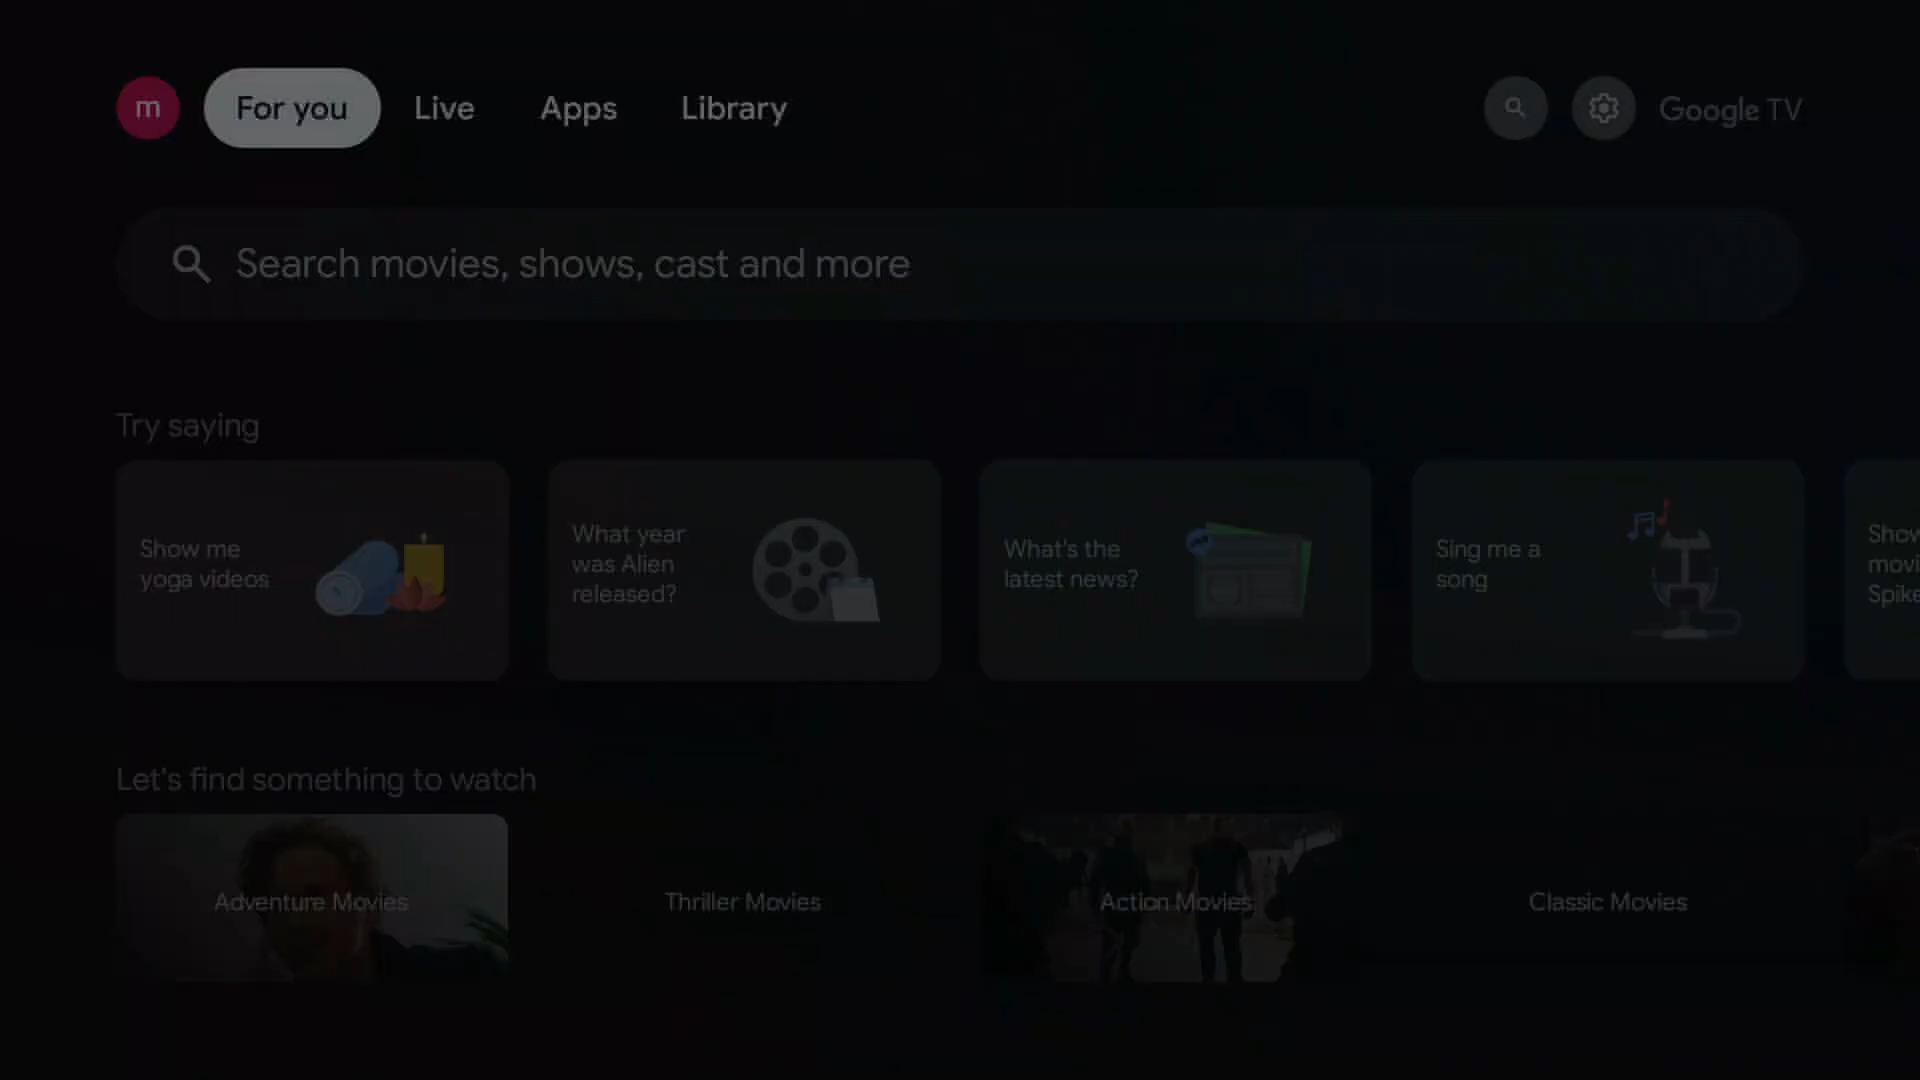 m
For you
Live
Apps
Library
Google TV
Search movies, shows, cast and more
Try saying
Show me
yoga videos
What year
was Alien
released?
What's the
latest news?
Sing me a
song
Let's find something to watch
Adventure Movies
Thriller Movies
Action Movies
Classic Movies